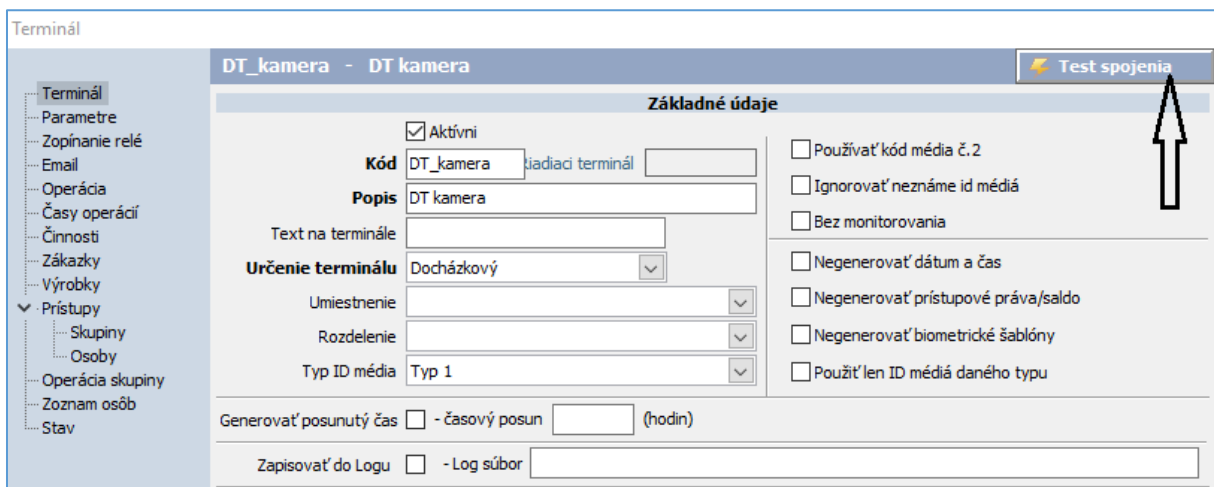 Terminál
DT_kamera - DT kamera
Test spojenia
Terminál
Parametre
Zopínanie relé
Email
Operácia
Časy operácií
Činnosti
Zákazky
Výrobky
Prístupy
Skupiny
Osoby
Operácia skupiny
Zoznam osôb
Stav
Základné údaje
Aktívni
Kód DT_kamera Riadiaci terminál
Popis DT kamera
Text na terminále
Určenie terminálu Docházkový
Umiestnenie
Rozdelenie
Typ ID média Typ 1
Používať kód média č.2
Ignorovať neznáme id médiá
Bez monitorovania
Negenerovať dátum a čas
Negenerovať prístupové práva/saldo
Negenerovať biometrické šablóny
Použiť len ID médiá daného typu
Generovať posunutý čas - časový posun (hodin)
Zapisovať do Logu - Log súbor